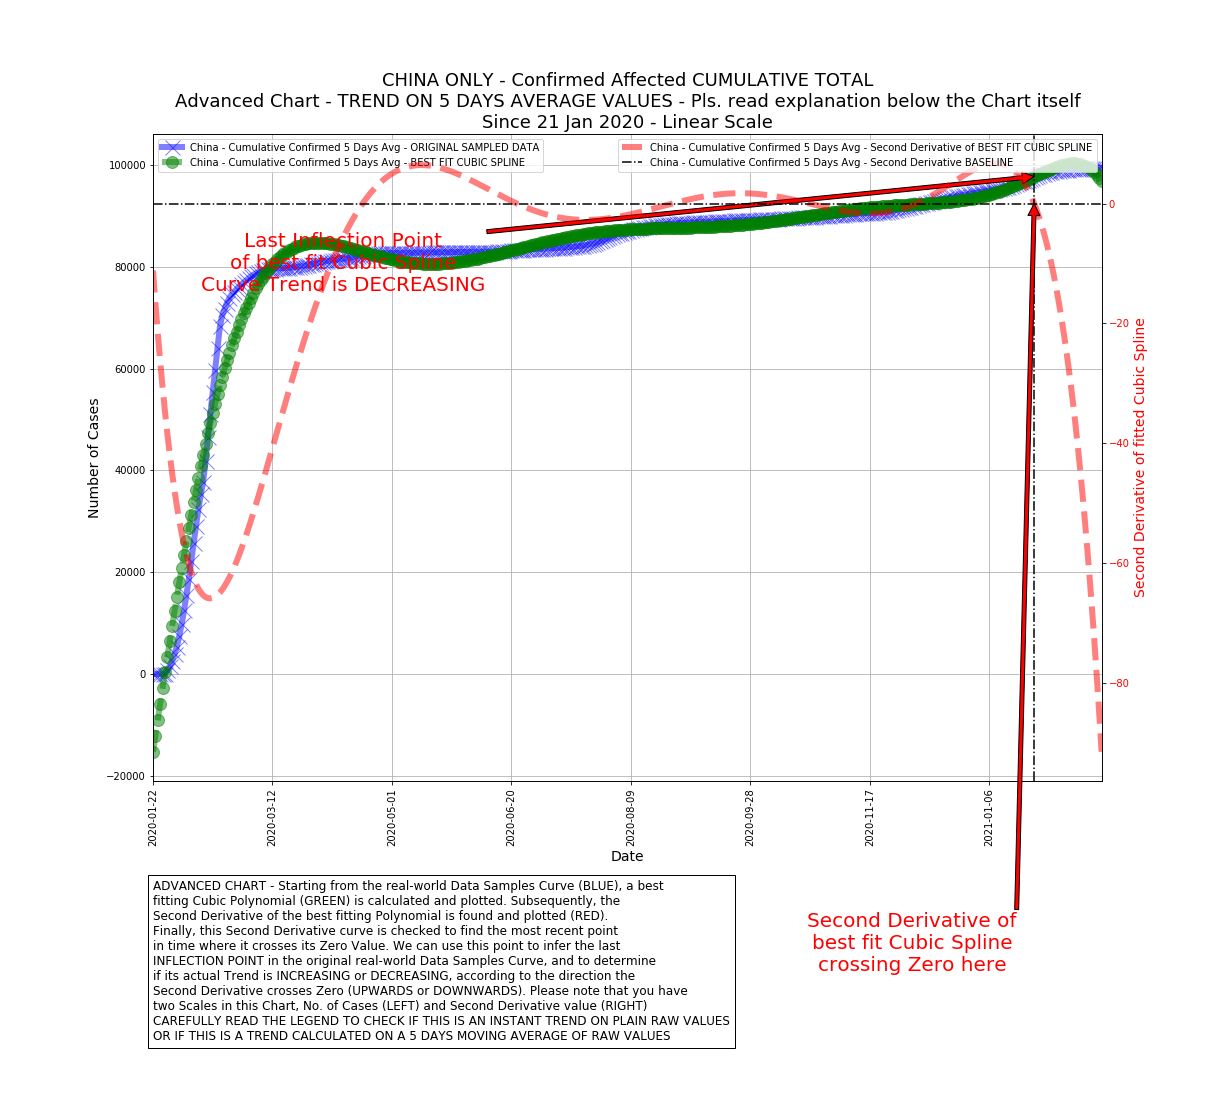 CHINA ONLY - Confirmed Affected CUMULATIVE TOTAL
Advanced Chart - TREND ON 5 DAYS AVERAGE VALUES - Pls. read explanation below the Chart itself
Since 21 Jan 2020 - Linear Scale
China - Cumulative Confirmed 5 Days Avg - ORIGINAL SAMPLED DATA
China - Cumulative Confirmed 5 Days Avg - BEST FIT CUBIC SPLINE
China - Cumulative Confirmed 5 Days Avg - Second Derivative of BEST FIT CUBIC SPLINE
China - Cumulative Confirmed 5 Days Avg - Second Derivative BASELINE
100000
80000
60000
40000
20000
0
−20000
Number of Cases
Last Inflection Point
of best fit Cubic Spline
Curve Trend is DECREASING
0
−20
−40
−60
−80
Second Derivative of fitted Cubic Spline
2020-01-22
2020-03-12
2020-05-01
2020-06-20
2020-08-09
2020-09-28
2020-11-17
2021-01-06
Date
ADVANCED CHART - Starting from the real-world Data Samples Curve (BLUE), a best
fitting Cubic Polynomial (GREEN) is calculated and plotted. Subsequently, the
Second Derivative of the best fitting Polynomial is found and plotted (RED).
Finally, this Second Derivative curve is checked to find the most recent point
in time where it crosses its Zero Value. We can use this point to infer the last
INFLECTION POINT in the original real-world Data Samples Curve, and to determine
if its actual Trend is INCREASING or DECREASING, according to the direction the
Second Derivative crosses Zero (UPWARDS or DOWNWARDS). Please note that you have
two Scales in this Chart, No. of Cases (LEFT) and Second Derivative value (RIGHT)
CAREFULLY READ THE LEGEND TO CHECK IF THIS IS AN INSTANT TREND ON PLAIN RAW VALUES
OR IF THIS IS A TREND CALCULATED ON A 5 DAYS MOVING AVERAGE OF RAW VALUES
Second Derivative of
best fit Cubic Spline
crossing Zero here